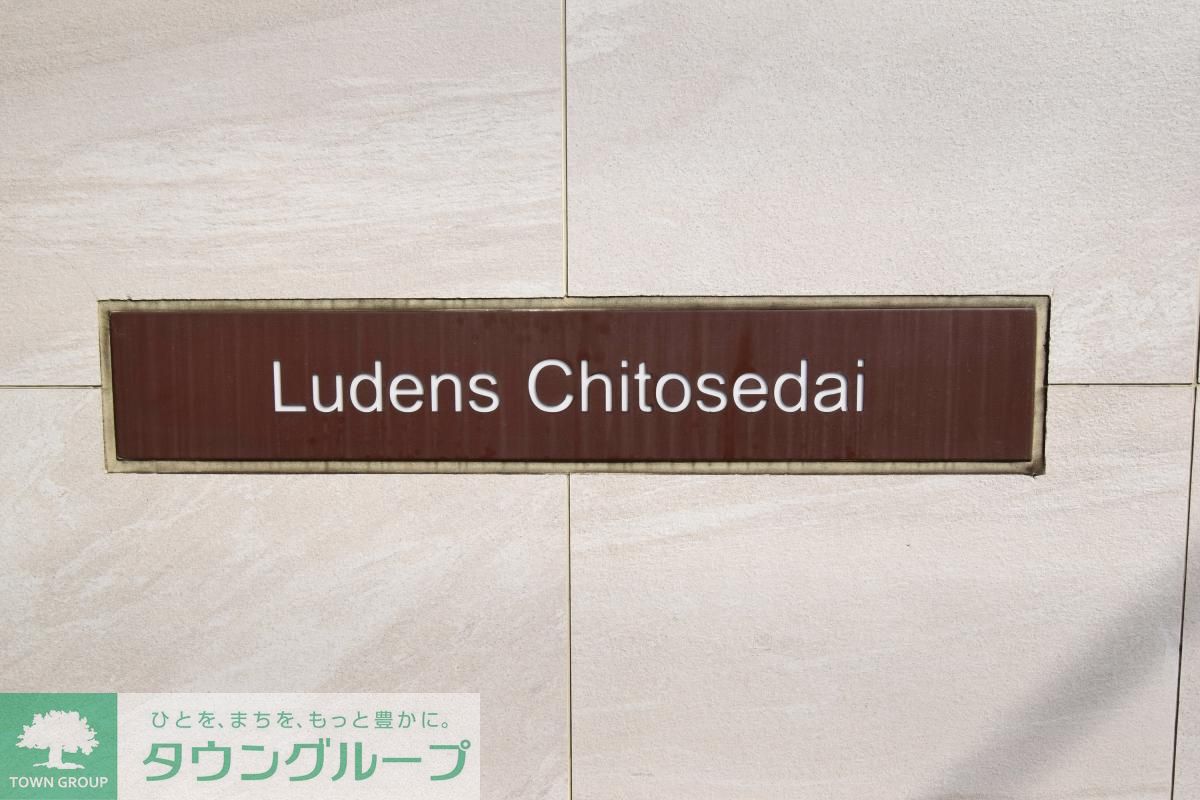 Ludens Chitosedai
ひとを、まちを、もっと豊かに。
タウングループ
TOWN GROUP